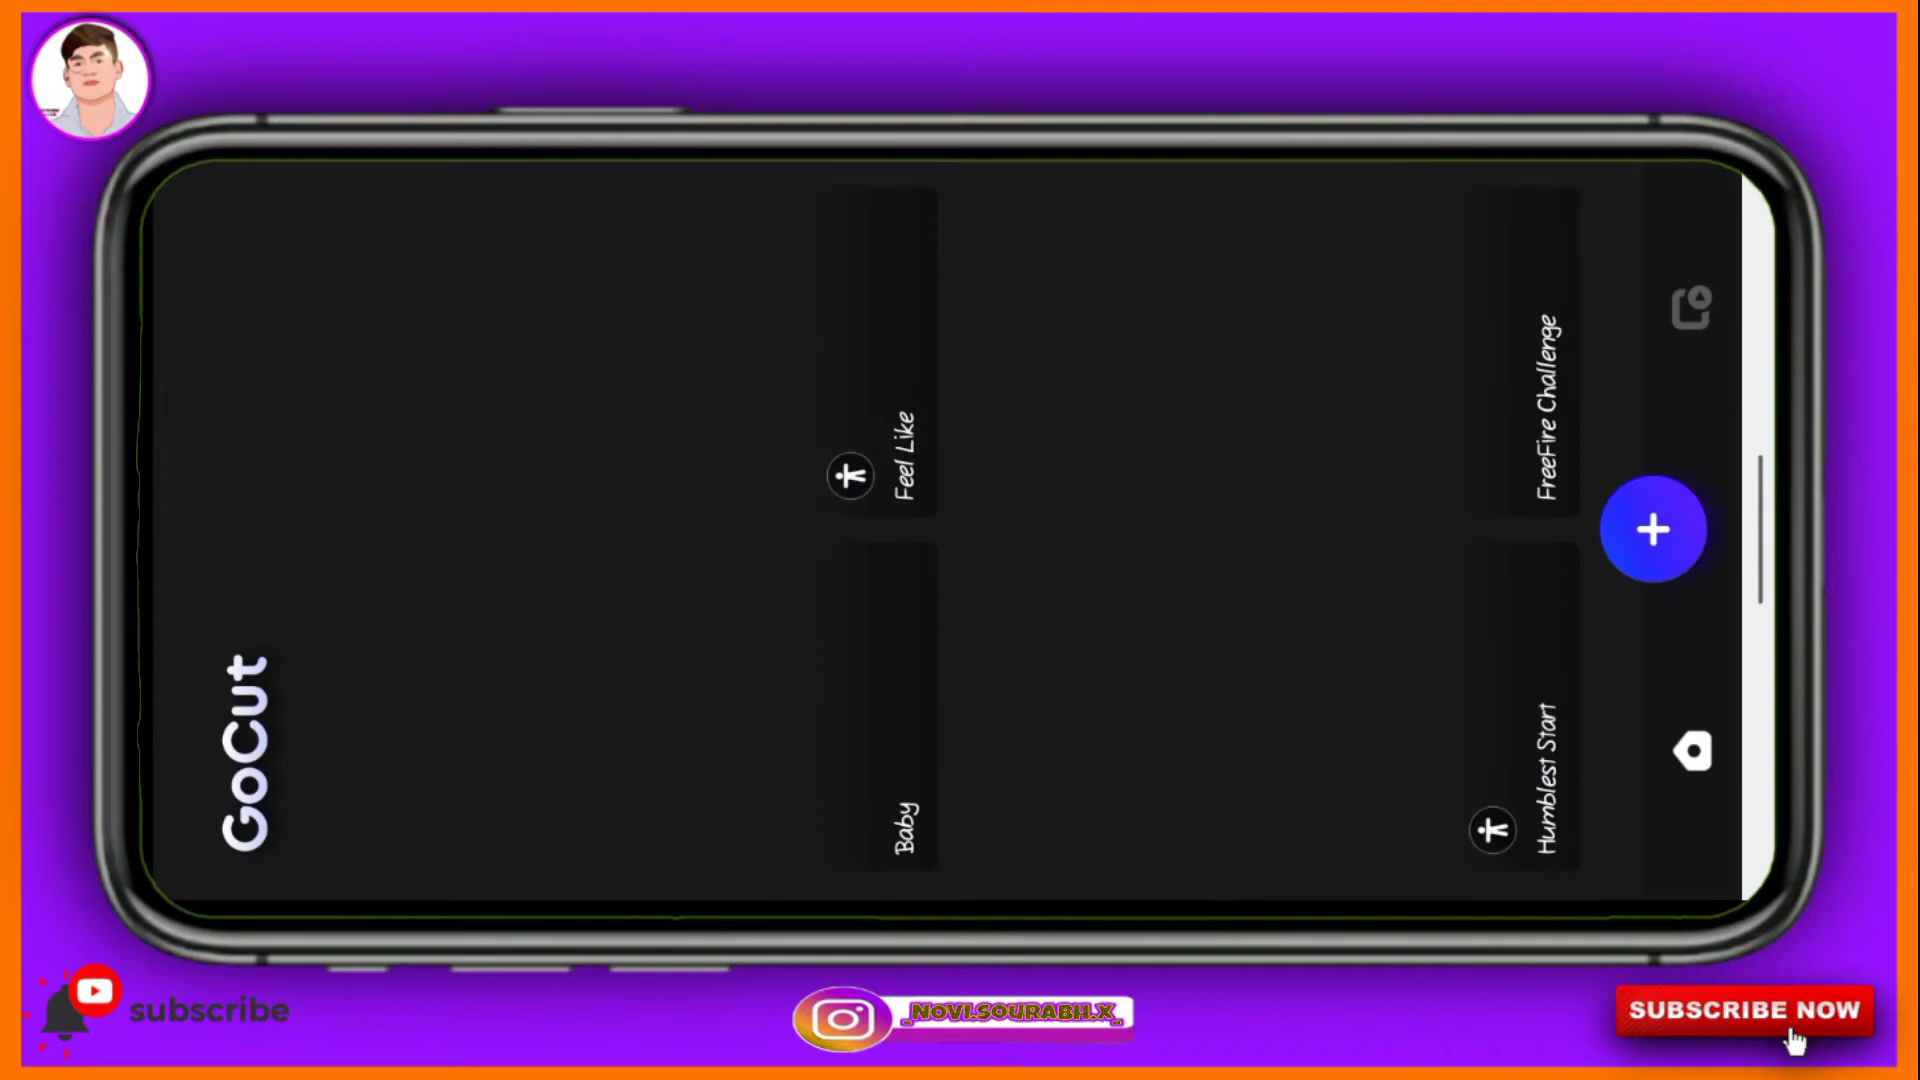 GoCut
Baby
Feel Like
Humblest Start
FreeFire Challenge
subscribe
_NOVI.SOURABH.X_
SUBSCRIBE NOW